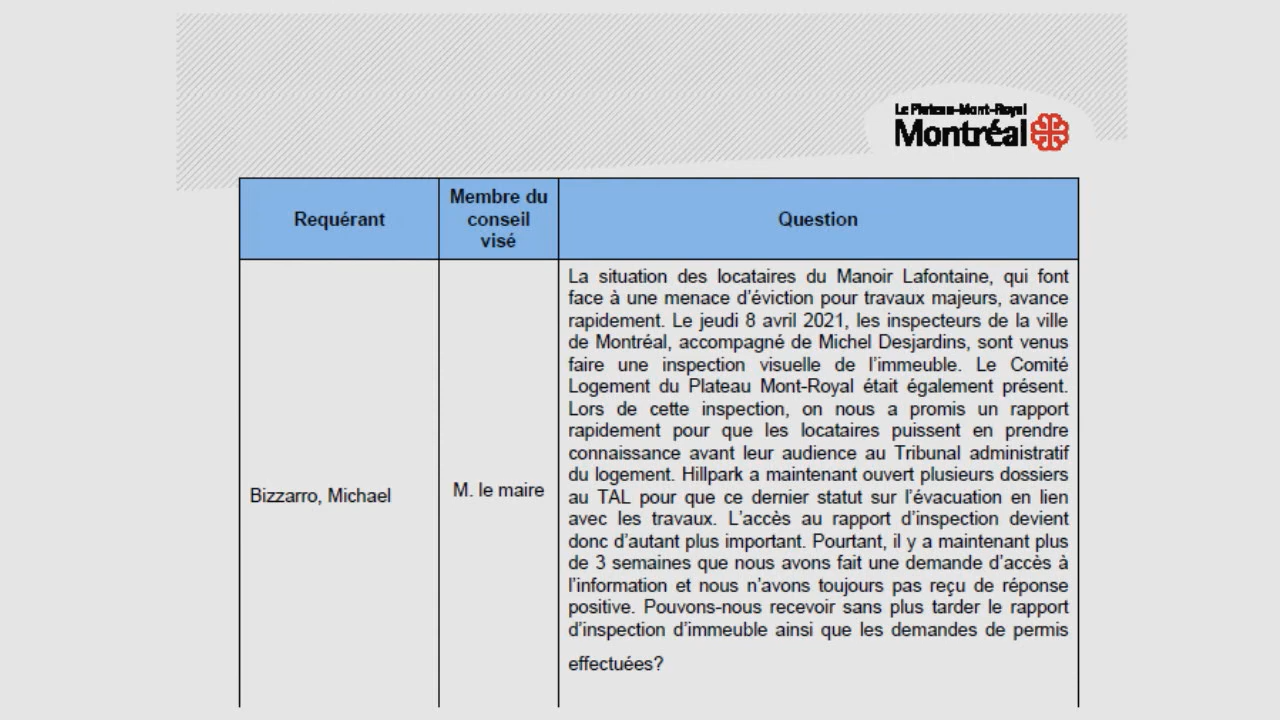 Le Plateau-Mont-Royal
Montréal
Requérant
Membre du
conseil
visé
Question
Bizzarro, Michael
M. le maire
La situation des locataires du Manoir Lafontaine, qui font
face à une menace d'éviction pour travaux majeurs, avance
rapidement. Le jeudi 8 avril 2021, les inspecteurs de la ville
de Montréal, accompagné de Michel Desjardins, sont venus
faire une inspection visuelle de l'immeuble. Le Comité
Logement du Plateau Mont-Royal était également présent.
Lors de cette inspection, on nous a promis un rapport
rapidement pour que les locataires puissent en prendre
connaissance avant leur audience au Tribunal administratif
du logement. Hillpark a maintenant ouvert plusieurs dossiers
au TAL pour que ce dernier statut sur l'évacuation en lien
avec les travaux. L'accès au rapport d'inspection devient
donc d'autant plus important. Pourtant, il y a maintenant plus
de 3 semaines que nous avons fait une demande d'accès à
l'information et nous n'avons toujours pas reçu de réponse
positive. Pouvons-nous recevoir sans plus tarder le rapport
d'inspection d'immeuble ainsi que les demandes de permis
effectuées?